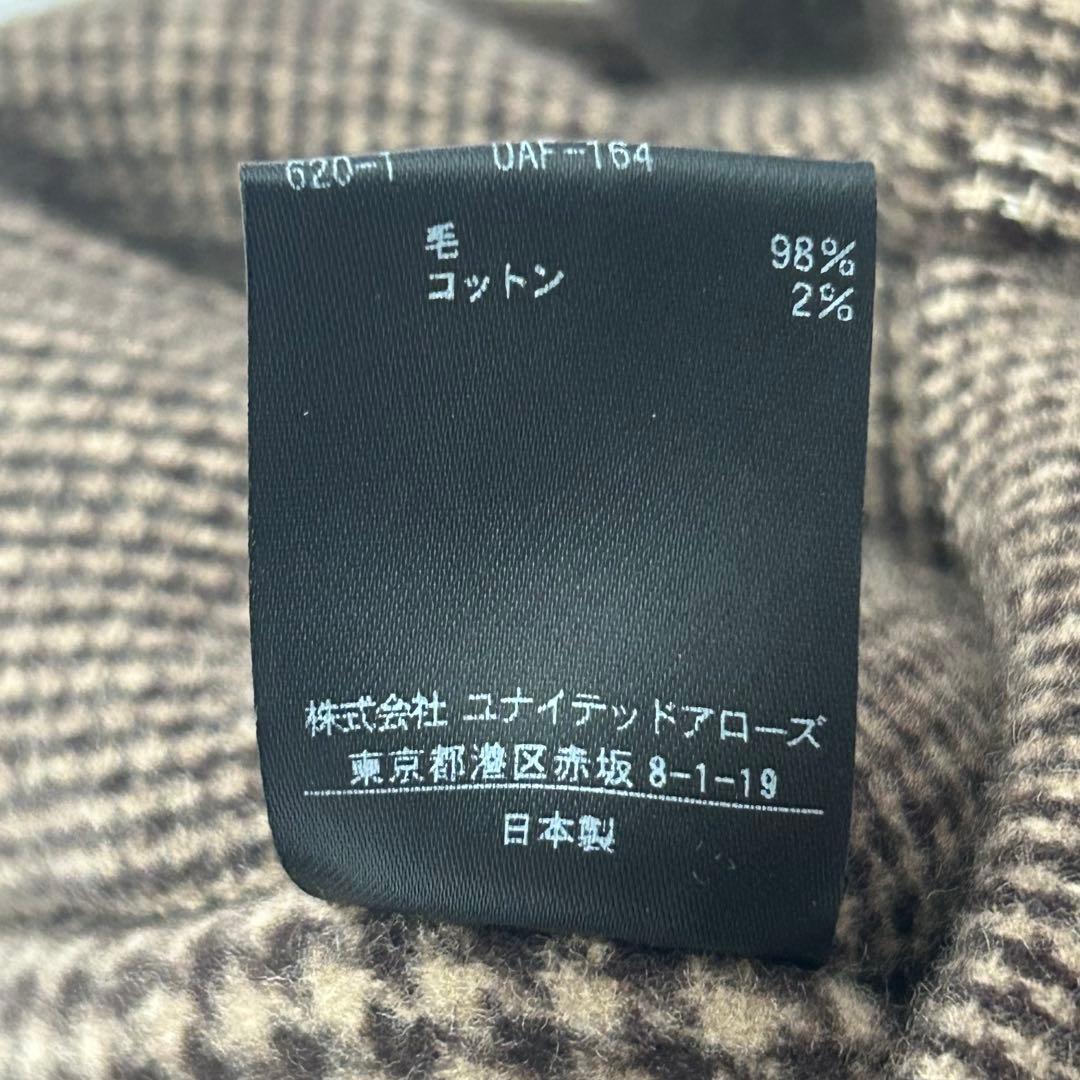 620-1 UAF-164
毛 98%
コットン 2%
株式会社 ユナイテッドアローズ
東京都港区赤坂 8-1-19
日本製